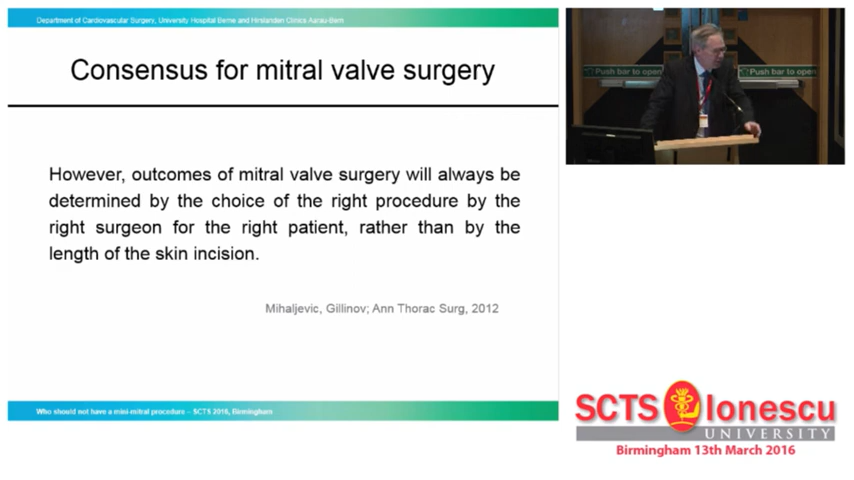 Department of Cardiovascular Surgery, University Hospital Berne and Hirslanden Clinics Aarau-Bern
Consensus for mitral valve surgery
However, outcomes of mitral valve surgery will always be
determined by the choice of the right procedure by the
right surgeon for the right patient, rather than by the
length of the skin incision.
Mihaljevic, Gillinov; Ann Thorac Surg, 2012
Who should not have a mini-mitral procedure – SCTS 2016, Birmingham
Push bar to open
Push bar to open
SCTS Ionescu
UNIVERSITY
Birmingham 13th March 2016